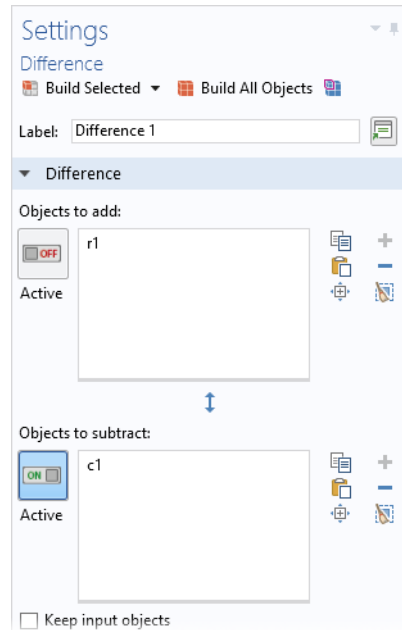 Settings
Difference
Build Selected Build All Objects
Label: Difference 1
Difference
Objects to add:
OFF r1
Active
Objects to subtract:
ON c1
Active
Keep input objects